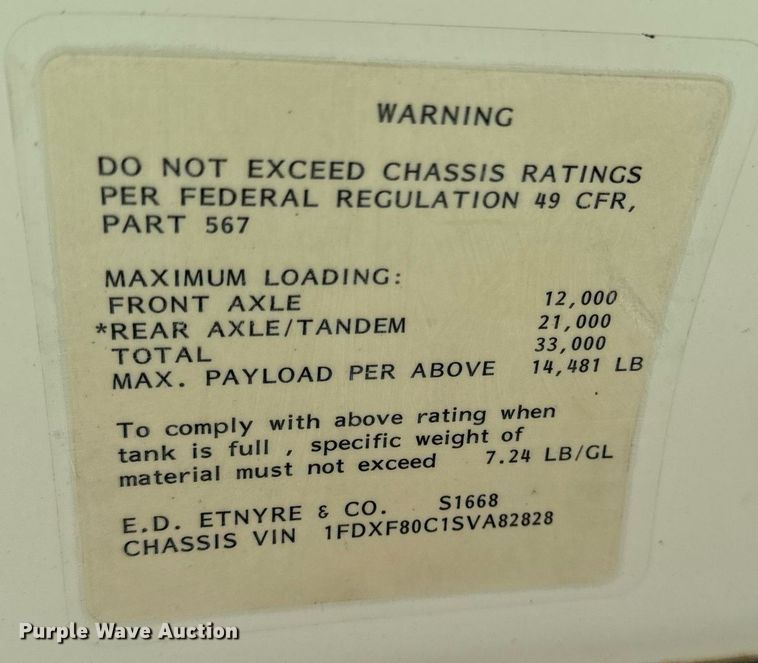 WARNING
DO NOT EXCEED CHASSIS RATINGS
PER FEDERAL REGULATION 49 CFR,
PART 567
MAXIMUM LOADING:
FRONT AXLE 12,000
*REAR AXLE/TANDEM 21,000
TOTAL 33,000
MAX. PAYLOAD PER ABOVE 14,481 LB
To comply with above rating when
tank is full , specific weight of
material must not exceed 7.24 LB/GL
E.D. ETNYRE & CO. S1668
CHASSIS VIN 1FDXF80C1SVA82828
Purple Wave Auction